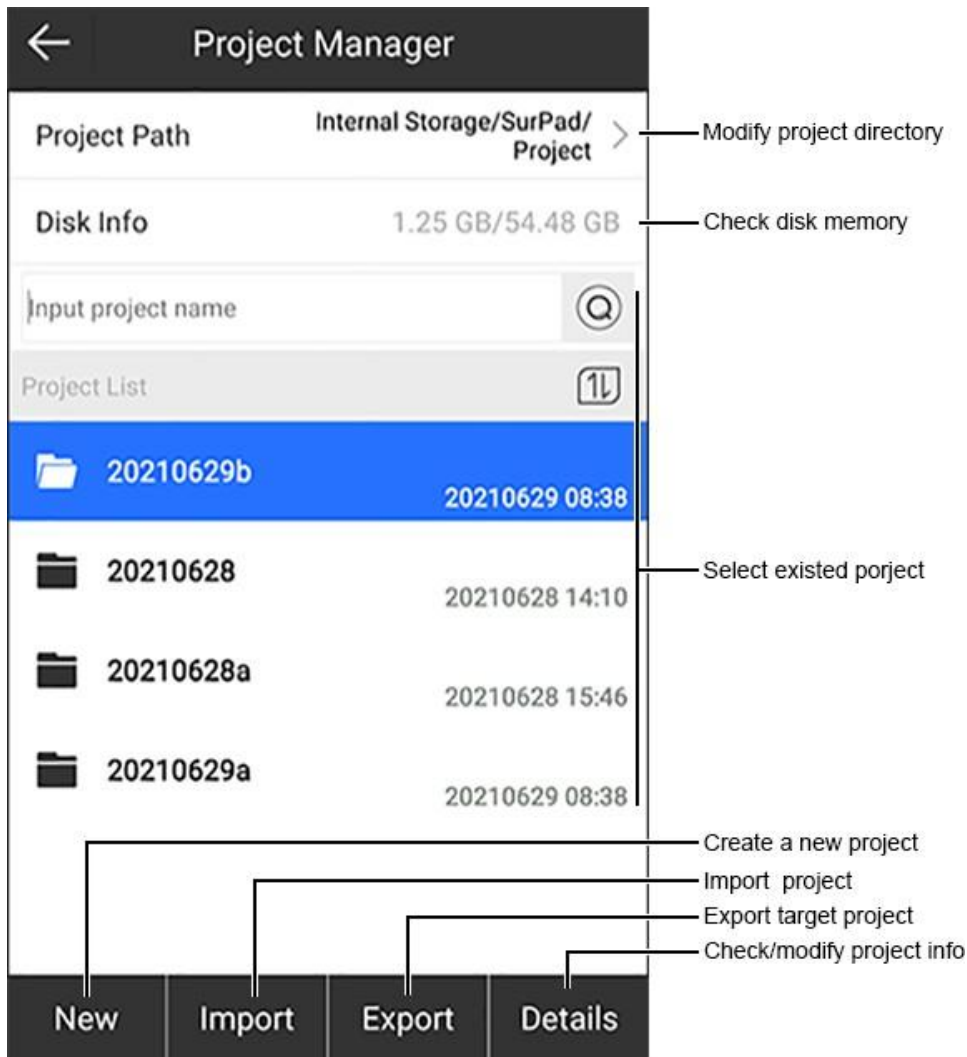 Project Manager
Project Path
Internal Storage/SurPad/
Project
Modify project directory
Disk Info
1.25 GB/54.48 GB
Check disk memory
Input project name
Project List
20210629b
20210629 08:38
20210628
20210628 14:10
Select existed porject
20210628a
20210628 15:46
20210629a
20210629 08:38
Create a new project
Import project
Export target project
Check/modify project info
New
Import
Export
Details